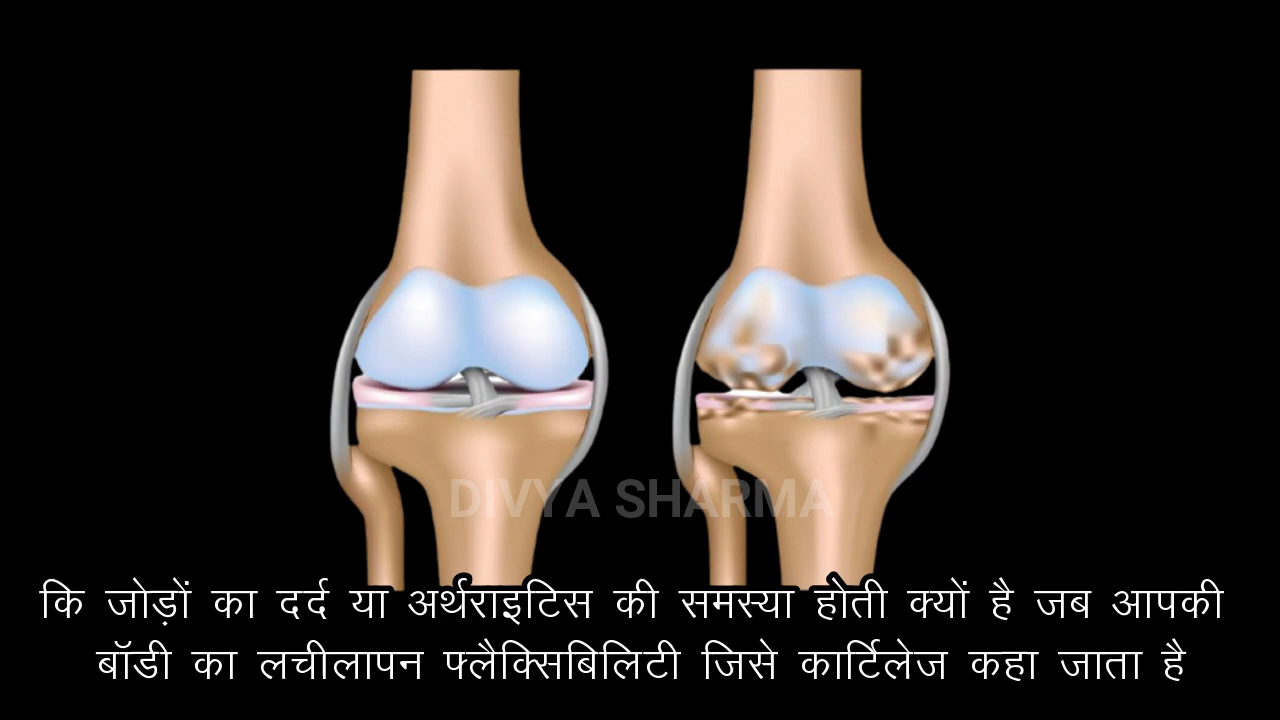 DIVYA SHARMA
कि जोड़ों का दर्द या अर्थराइटिस की समस्या होती क्यों है जब आपकी
बॉडी का लचीलापन फ्लैक्सिबिलिटी जिसे कार्टिलेज कहा जाता है